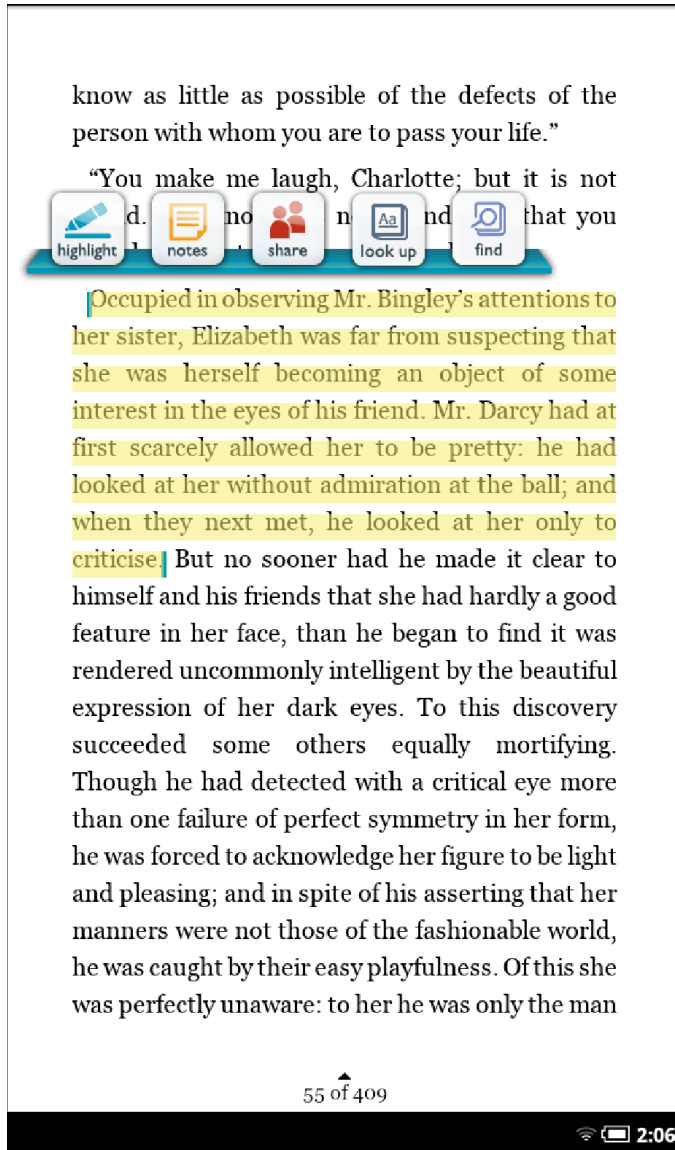 know as little as possible of the defects of the
person with whom you are to pass your life.”
“You make me laugh, Charlotte; but it is not
that you
highlight notes share look up find
Occupied in observing Mr. Bingley’s attentions to
her sister, Elizabeth was far from suspecting that
she was herself becoming an object of some
interest in the eyes of his friend. Mr. Darcy had at
first scarcely allowed her to be pretty: he had
looked at her without admiration at the ball; and
when they next met, he looked at her only to
criticise. But no sooner had he made it clear to
himself and his friends that she had hardly a good
feature in her face, than he began to find it was
rendered uncommonly intelligent by the beautiful
expression of her dark eyes. To this discovery
succeeded some others equally mortifying.
Though he had detected with a critical eye more
than one failure of perfect symmetry in her form,
he was forced to acknowledge her figure to be light
and pleasing; and in spite of his asserting that her
manners were not those of the fashionable world,
he was caught by their easy playfulness. Of this she
was perfectly unaware: to her he was only the man
55 of 409
2:06